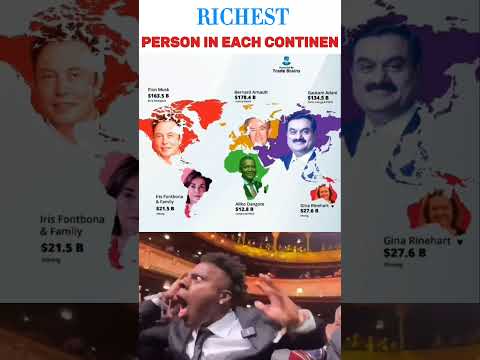 RICHEST
PERSON IN EACH CONTINEN
Trade Brains
Elon Musk
$163.5 B
Bernard Arnault
$178.4 B
Gautam Adani
$134.5 B
Iris Fontbona
& Family
$21.5 B
Mining
Aliko Dangote
$12.8 B
Gina Rinehart
$27.6 B
Iris Fontbona
& Family
$21.5 B
Mining
Gina Rinehart
$27.6 B
Mining